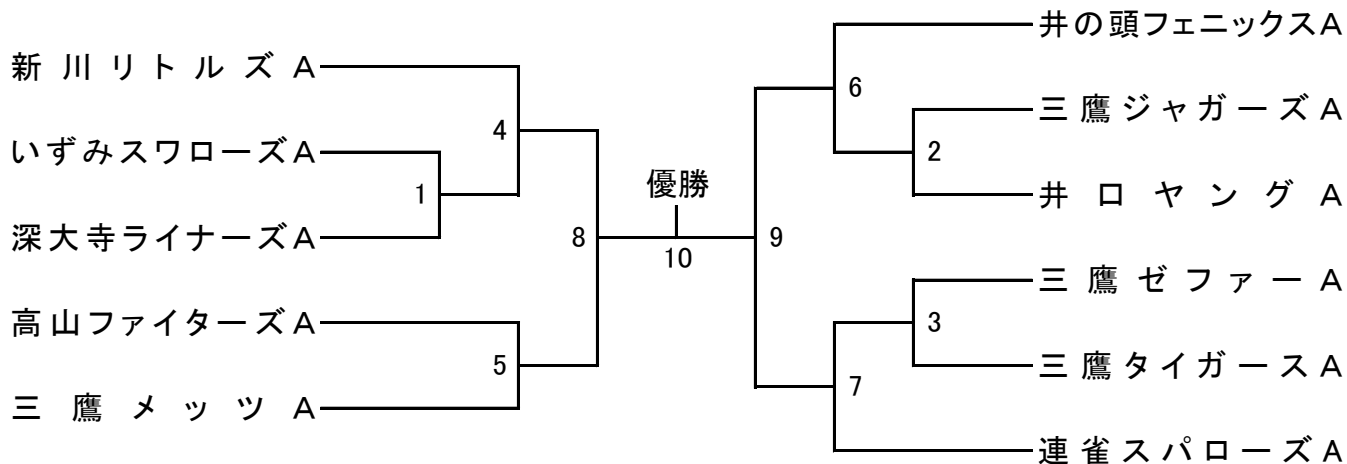 新川リトルズA
いずみスワローズA
深大寺ライナーズA
高山ファイターズA
三鷹メッツA
4
1
5
8
優勝
10
9
6
2
3
7
井の頭フェニックスA
三鷹ジャガーズA
井口ヤングA
三鷹ゼファーA
三鷹タイガースA
連雀スパローズA